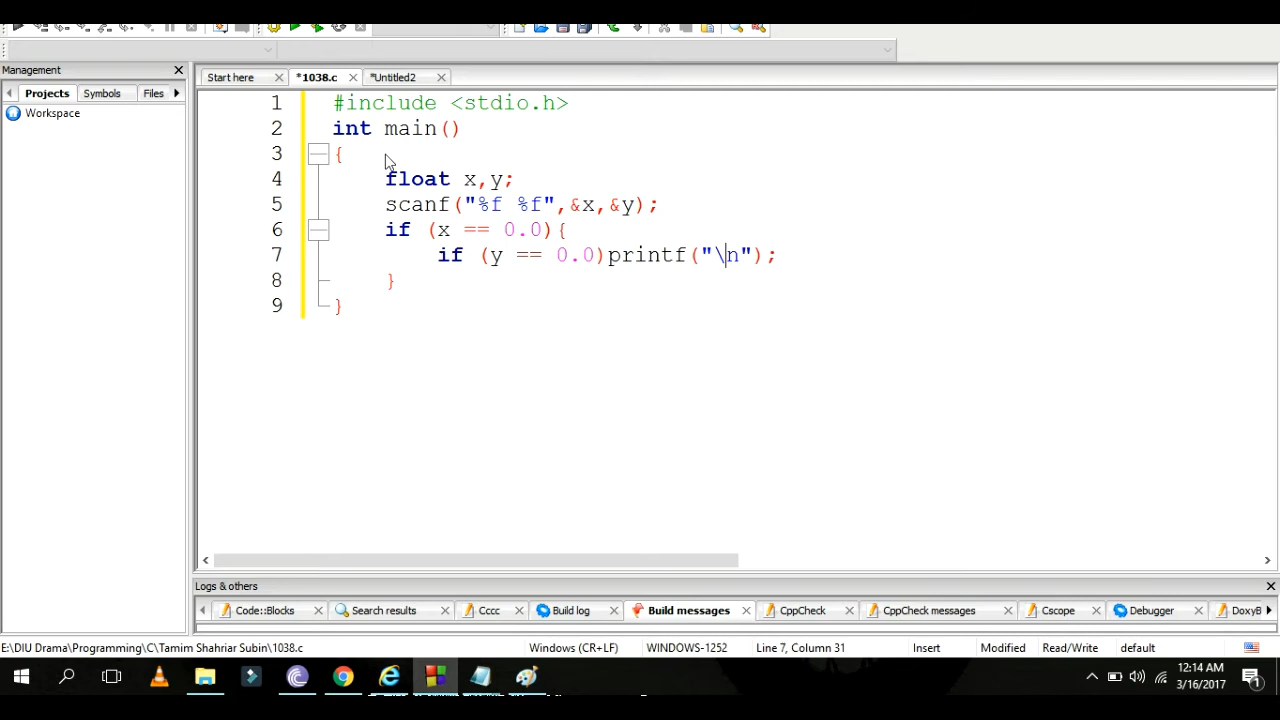 Management
Projects Symbols Files
Workspace
Start here *1038.c *Untitled2
1 #include <stdio.h>
2 int main()
3 {
4 float x,y;
5 scanf("%f %f",&x,&y);
6 if (x == 0.0){
7 if (y == 0.0)printf("\n");
8 }
9 }
Logs & others
Code::Blocks Search results Cccc Build log Build messages CppCheck CppCheck messages Cscope Debugger DoxyB
E:\DIU Drama\Programming\C\Tamim Shahriar Subin\1038.c Windows (CR+LF) WINDOWS-1252 Line 7, Column 31 Insert Modified Read/Write default
12:14 AM
3/16/2017
1